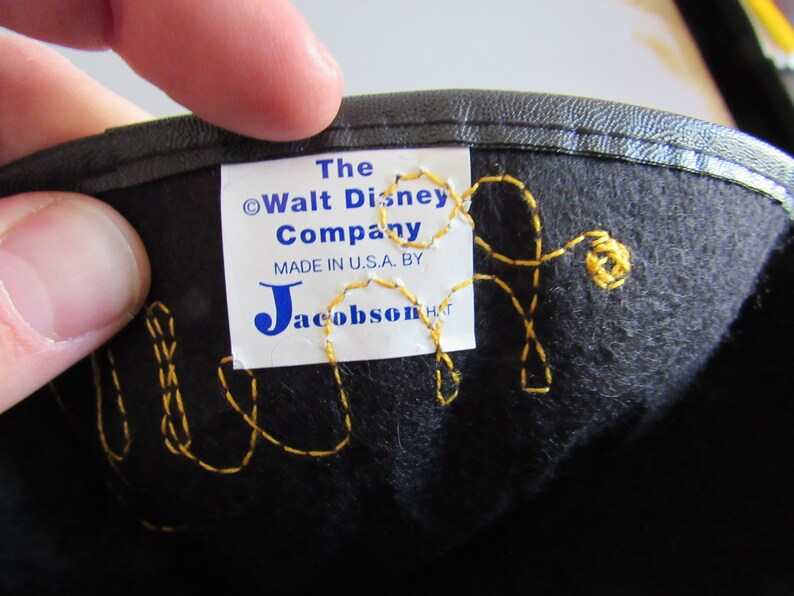 The
©Walt Disney
Company
MADE IN U.S.A. BY
Jacobson HAT